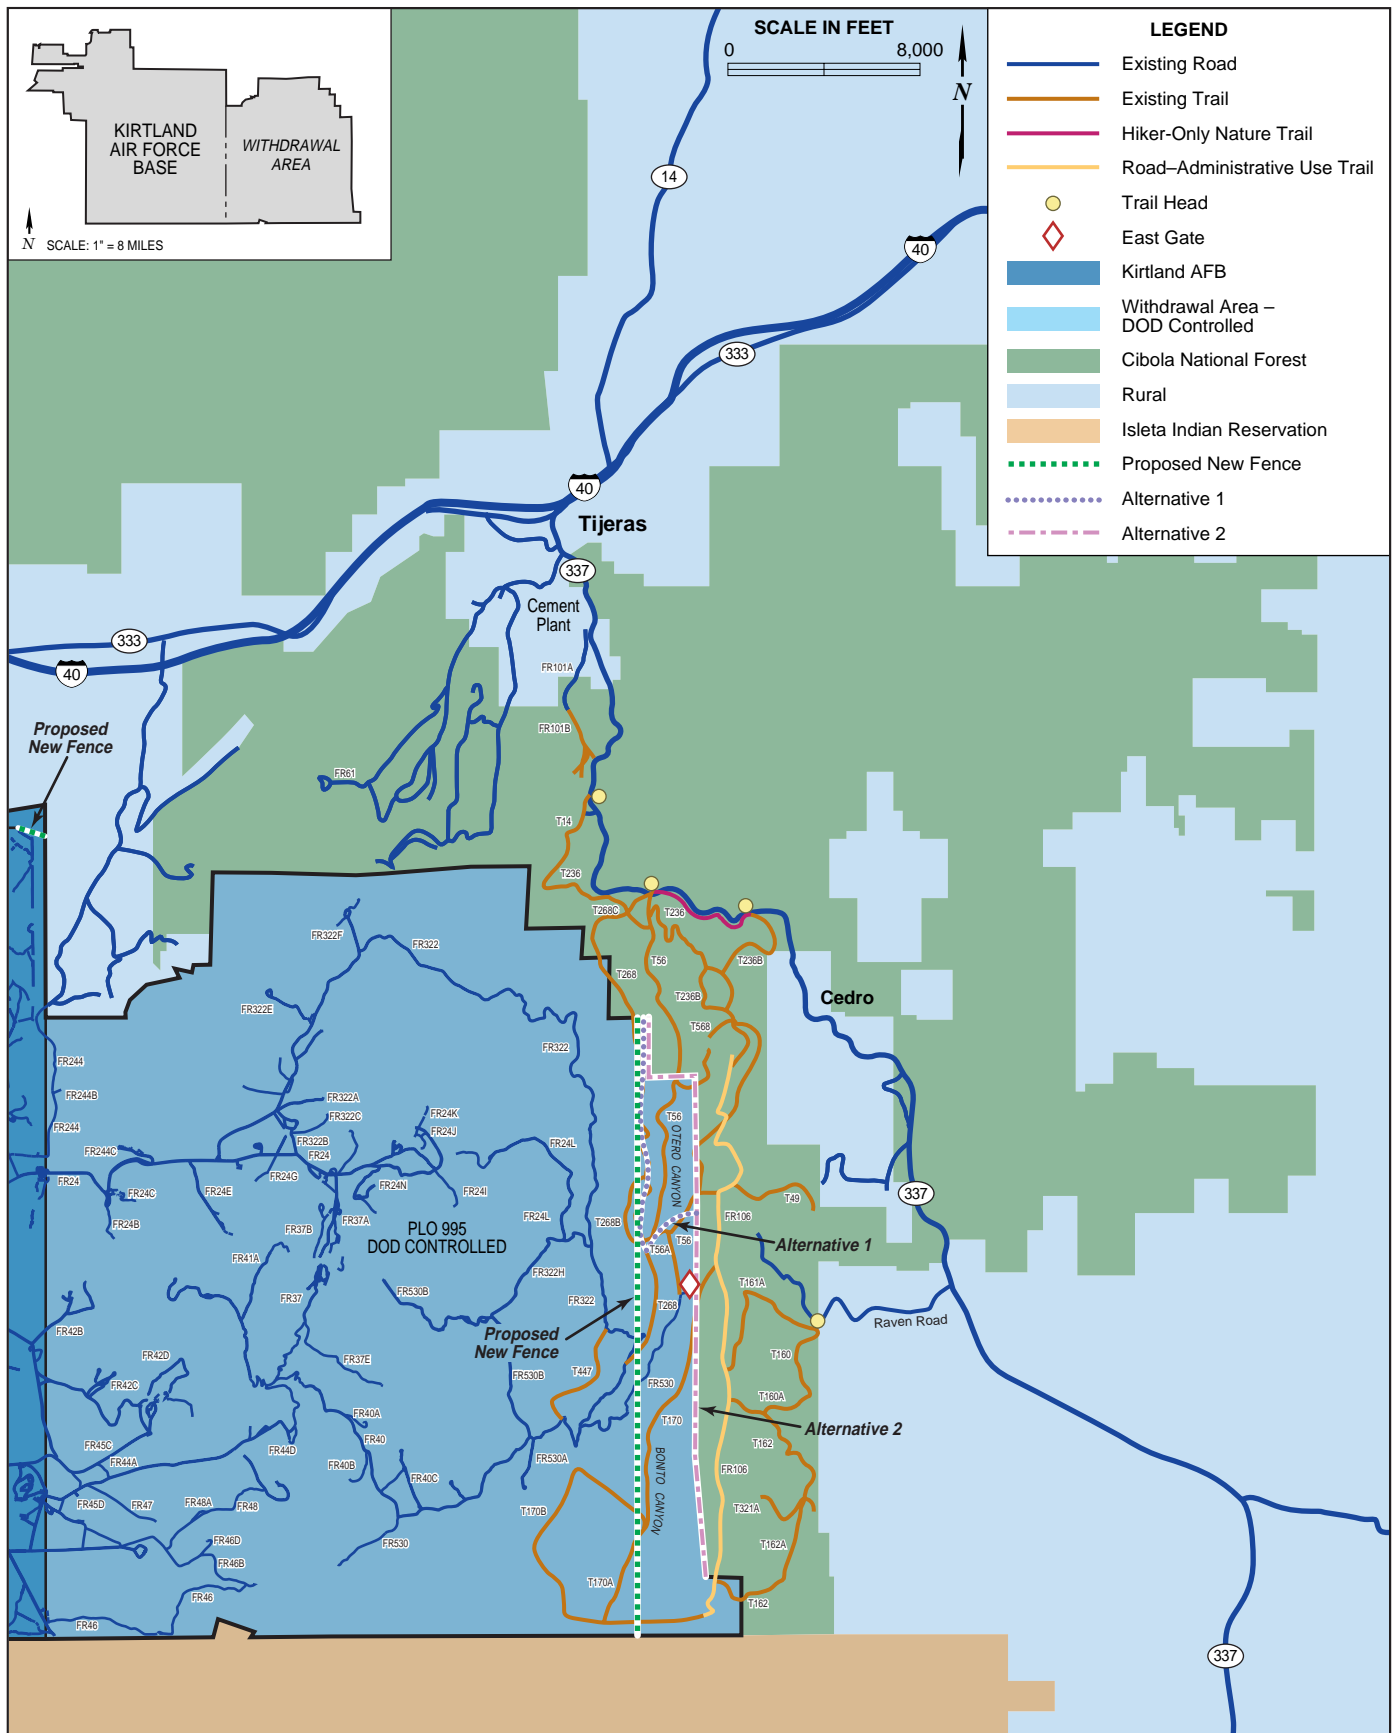 KIRTLAND
AIR FORCE
BASE
WITHDRAWAL
AREA
N
SCALE: 1" = 8 MILES
SCALE IN FEET
0
8,000
N
LEGEND
Existing Road
Existing Trail
Hiker-Only Nature Trail
Road–Administrative Use Trail
Trail Head
East Gate
Kirtland AFB
Withdrawal Area –
DOD Controlled
Cibola National Forest
Rural
Isleta Indian Reservation
Proposed New Fence
Alternative 1
Alternative 2
14
40
333
40
Tijeras
337
Cement
Plant
333
40
FR101A
FR101B
Proposed
New Fence
FR61
T14
T236
T268C
T236
FR322F
FR322
T56
T236B
T268
T236B
Cedro
FR322E
T568
FR322
FR244
FR244B
FR322A
FR24K
FR322C
T56
FR244
FR24J
FR322B
FR24L
OTERO CANYON
FR244C
FR24
FR24G
FR24
FR24N
FR24I
FR24C
FR24E
337
T49
FR24B
FR37B
FR37A
FR24L
T268B
FR106
PLO 995
DOD CONTROLLED
T56
Alternative 1
T56A
FR41A
FR322H
T161A
FR530B
FR37
FR322
T268
Raven Road
FR42B
Proposed
New Fence
FR42D
FR37E
T160
T447
FR530B
FR530
FR42C
T160A
FR40A
T170
Alternative 2
FR45C
FR44D
FR40
T162
FR44A
FR40B
FR530A
BONITO CANYON
FR40C
FR106
FR45D
FR47
FR48A
FR48
T170B
T321A
FR46D
FR530
T162A
FR46B
T170A
FR46
T162
FR46
337